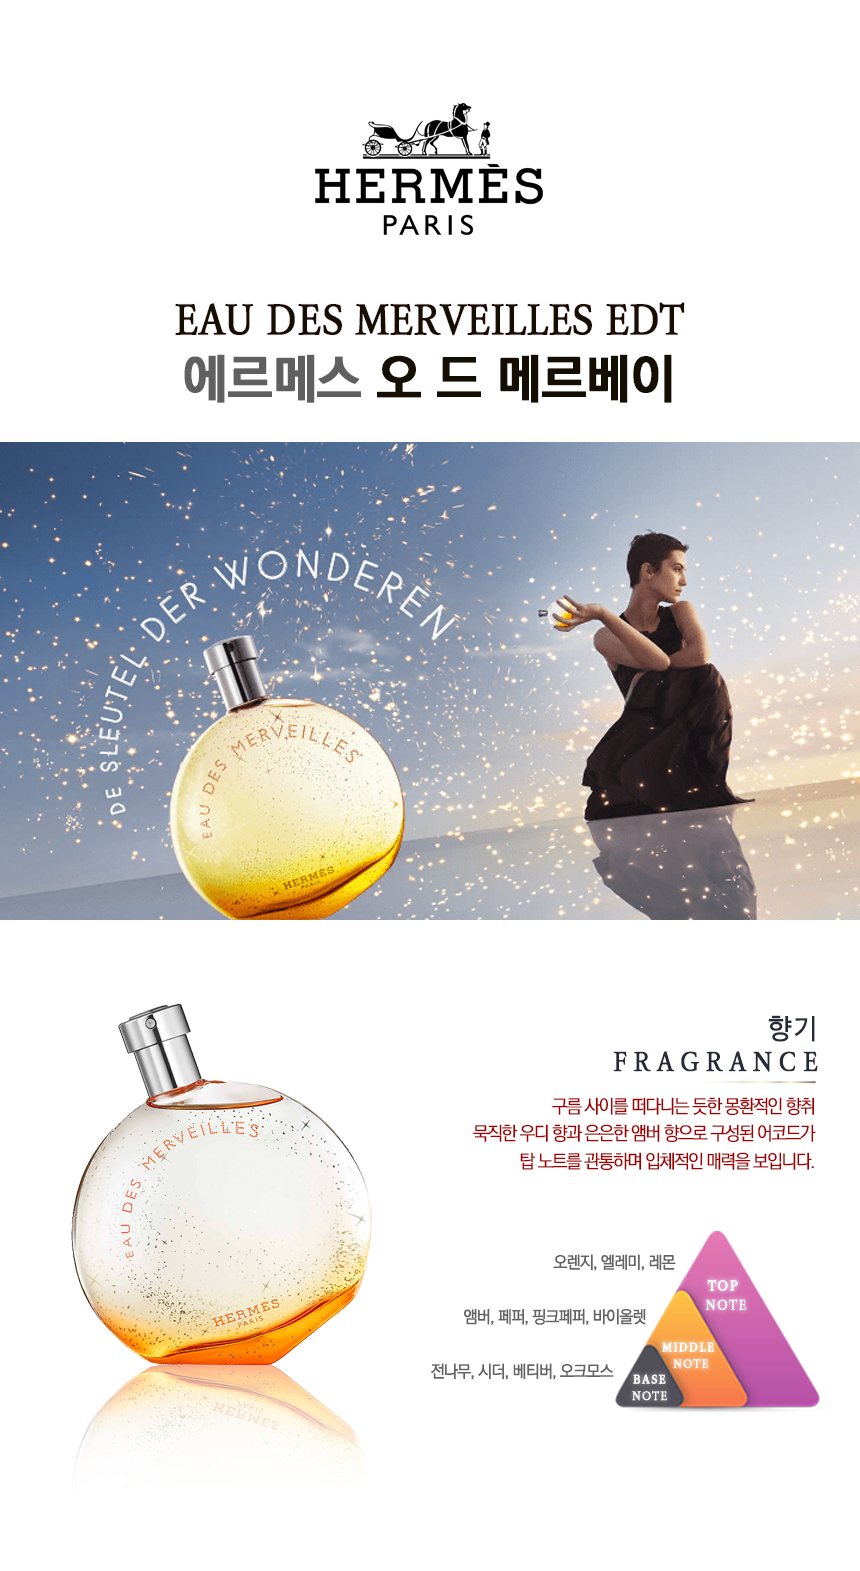 HERMÈS
PARIS
EAU DES MERVEILLES EDT
에르메스 오 드 메르베이
DE SLEUTEL DER WONDEREN
EAU DES MERVEILLES
HERMÈS
PARIS
EAU DES MERVEILLES
HERMÈS
PARIS
향기
FRAGRANCE
구름 사이를 떠다니는 듯한 몽환적인 향취
묵직한 우디 향과 은은한 앰버 향으로 구성된 어코드가
탑 노트를 관통하며 입체적인 매력을 보입니다.
오렌지, 엘레미, 레몬
TOP
NOTE
앰버, 페퍼, 핑크페퍼, 바이올렛
MIDDLE
NOTE
전나무, 시더, 베티버, 오크모스
BASE
NOTE